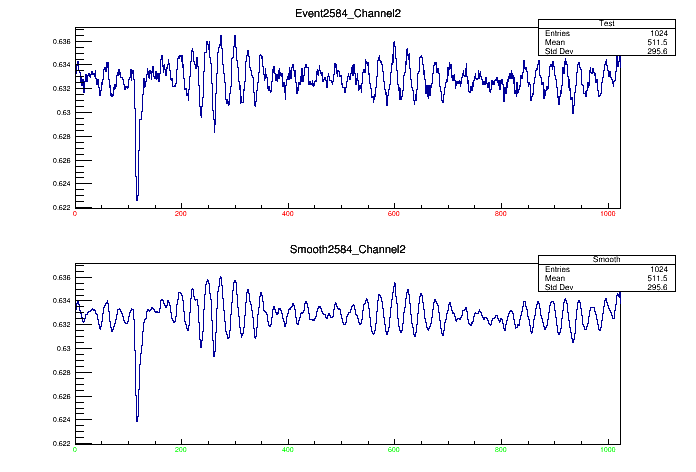 Event2584_Channel2
Test
Entries 1024
Mean 511.5
Std Dev 295.6
0.636
0.634
0.632
0.63
0.628
0.626
0.624
0.622
0 200 400 600 800 1000
Smooth2584_Channel2
Smooth
Entries 1024
Mean 511.5
Std Dev 295.6
0.636
0.634
0.632
0.63
0.628
0.626
0.624
0.622
0 200 400 600 800 1000